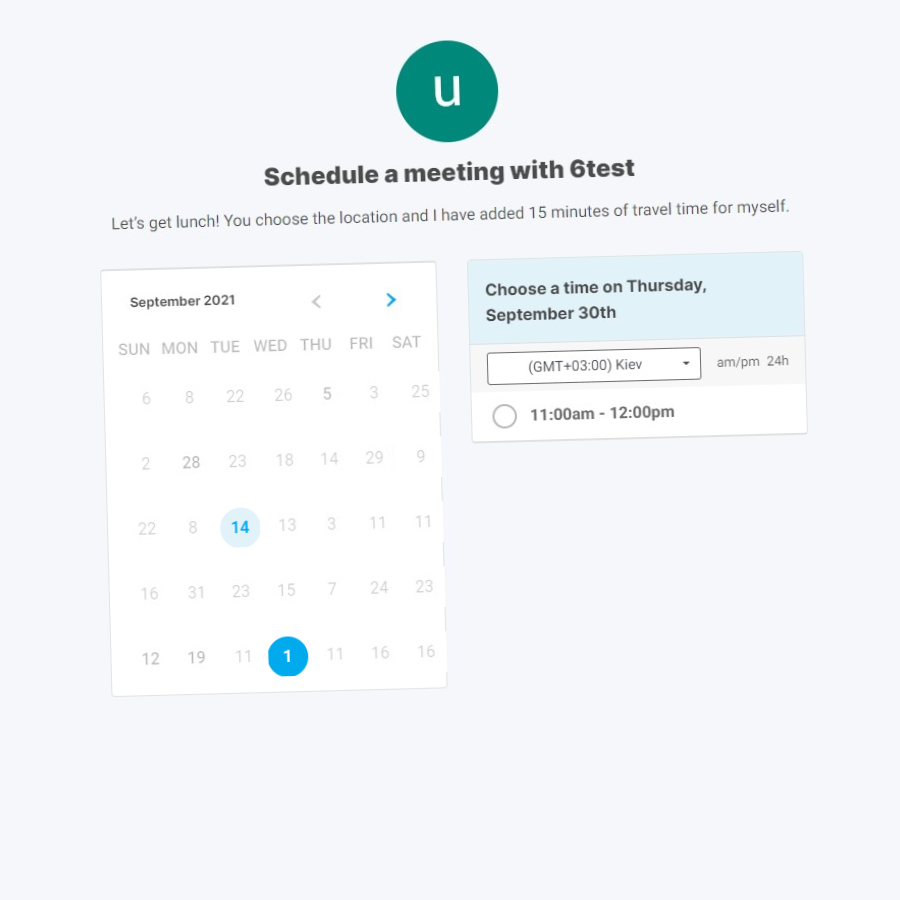 u
Schedule a meeting with 6test
Let's get lunch! You choose the location and I have added 15 minutes of travel time for myself.
September 2021
SUN MON TUE WED THU FRI SAT
6 8 22 26 5 3 25
2 28 23 18 14 29 9
22 8 14 13 3 11 11
16 31 23 15 7 24 23
12 19 11 1 11 16 16
Choose a time on Thursday,
September 30th
(GMT+03:00) Kiev am/pm 24h
11:00am - 12:00pm